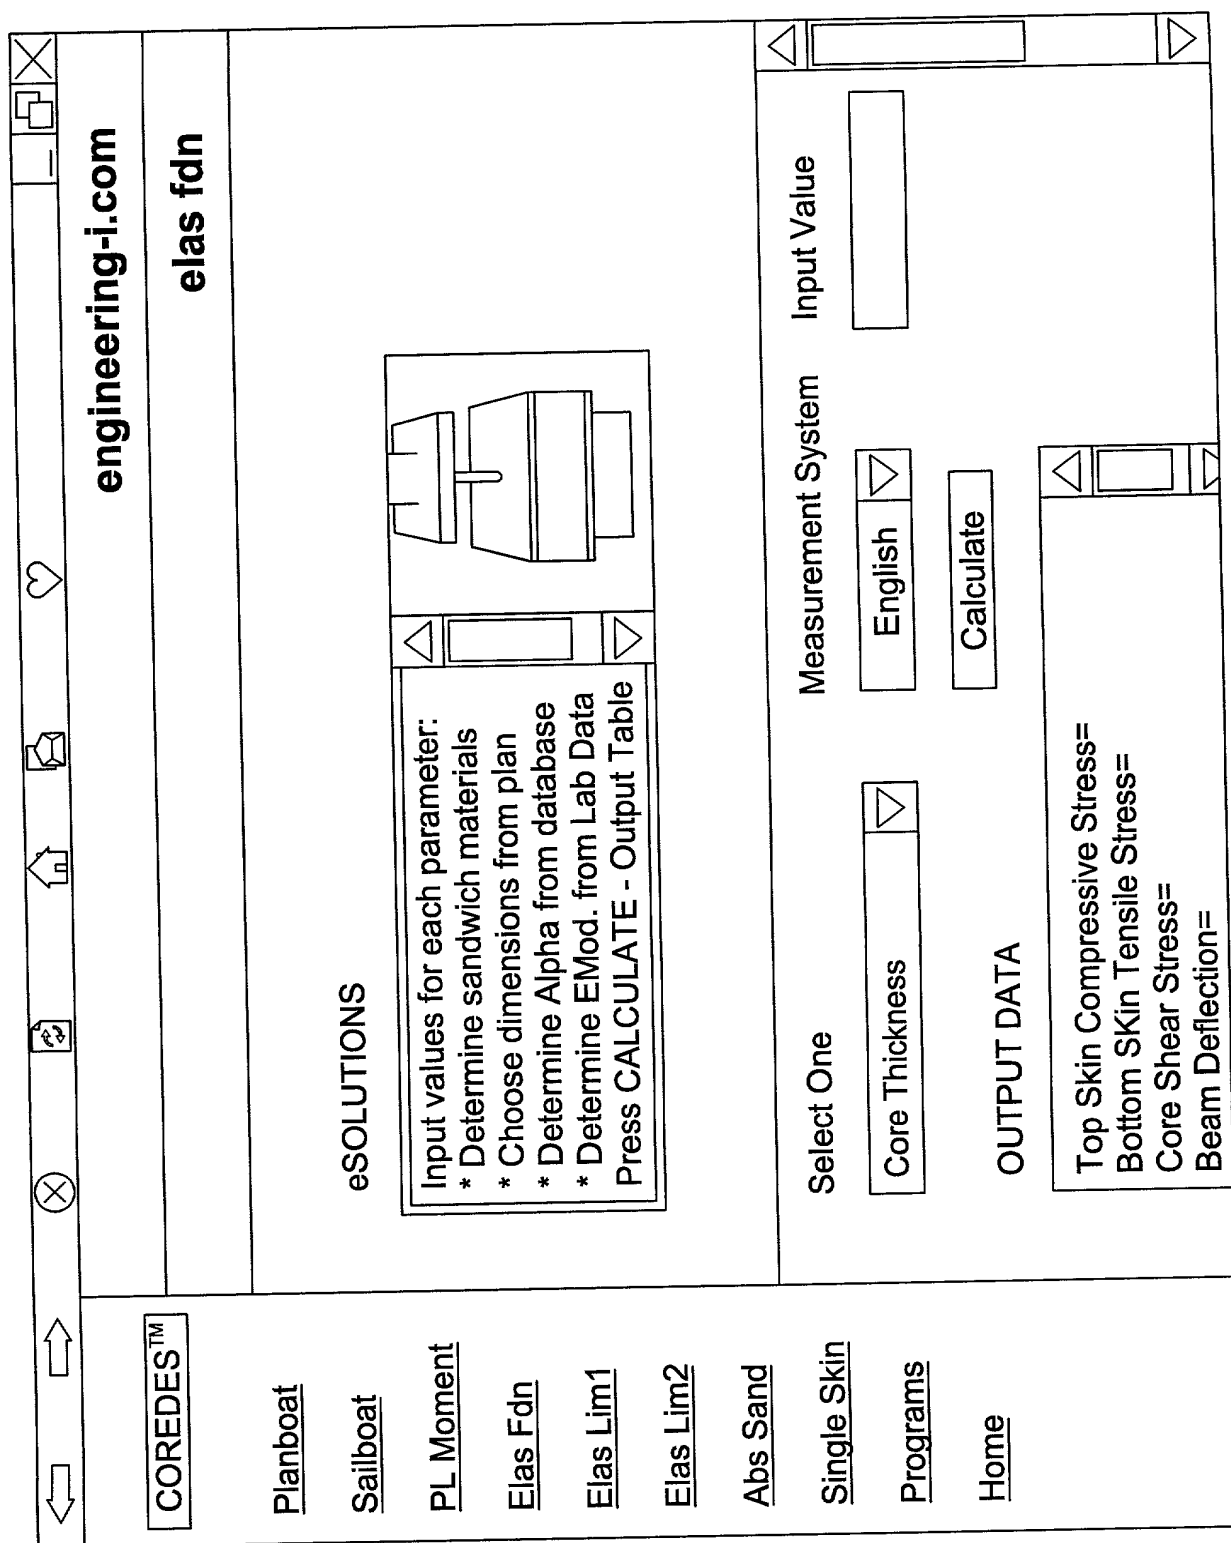 engineering-i.com
COREDES™
elas fdn
Planboat
Sailboat
PL Moment
Elas Fdn
Elas Lim1
Elas Lim2
Abs Sand
Single Skin
Programs
Home
eSOLUTIONS
Input values for each parameter:
* Determine sandwich materials
* Choose dimensions from plan
* Determine Alpha from database
* Determine EMod. from Lab Data
Press CALCULATE - Output Table
Select One
Measurement System
Input Value
Core Thickness
English
Calculate
OUTPUT DATA
Top Skin Compressive Stress=
Bottom SKin Tensile Stress=
Core Shear Stress=
Beam Deflection=